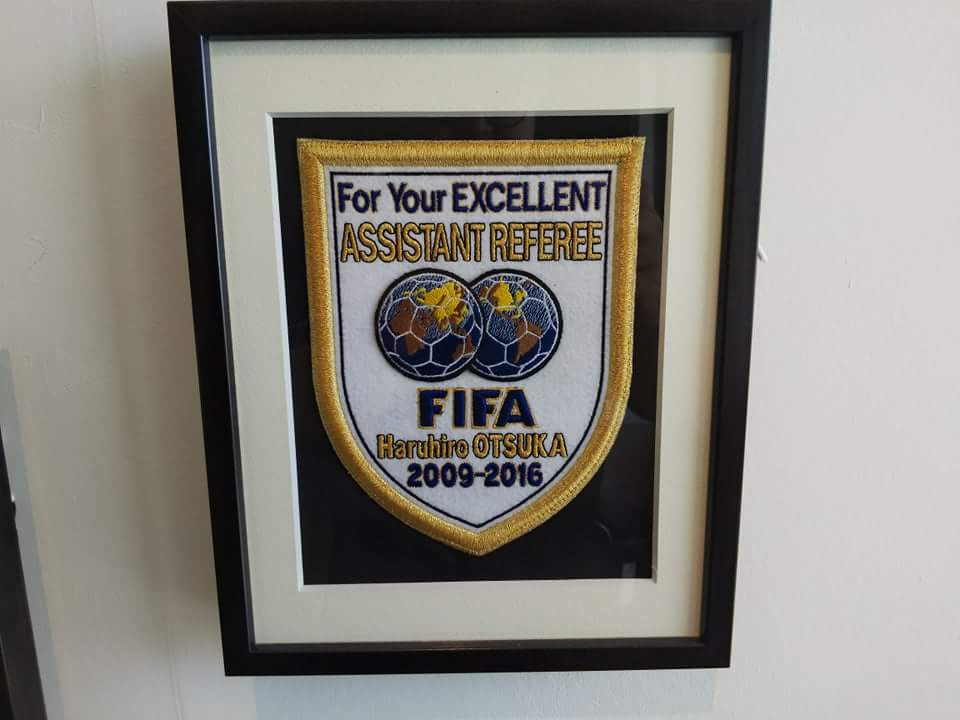 For Your EXCELLENT
ASSISTANT REFEREE
FIFA
Haruhiro OTSUKA
2009-2016